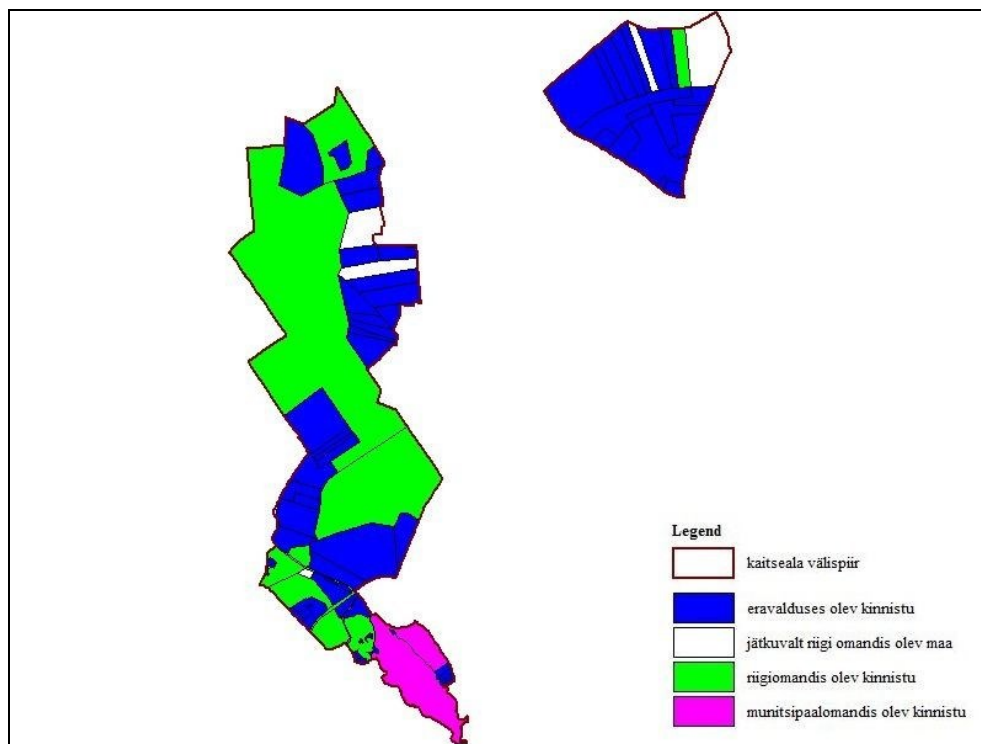 Legend
kaitseala välispiir
eravalduses olev kinnistu
jätkuvalt riigi omandis olev maa
riigiomandis olev kinnistu
munitsipaalomandis olev kinnistu